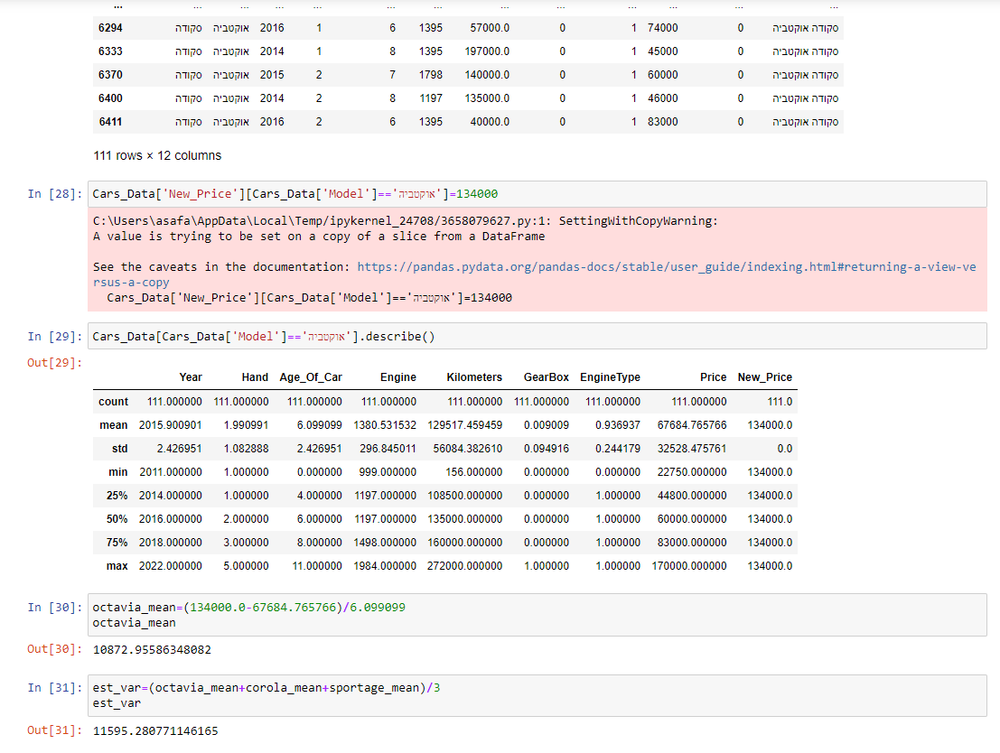 ... ... ... ... ... ... ... ... ... ... ... ...
6294 סקודה אוקטביה 2016 1 6 1395 57000.0 0 1 74000 0 סקודה אוקטביה
6333 סקודה אוקטביה 2014 1 8 1395 197000.0 0 1 45000 0 סקודה אוקטביה
6370 סקודה אוקטביה 2015 2 7 1798 140000.0 0 1 60000 0 סקודה אוקטביה
6400 סקודה אוקטביה 2014 2 8 1197 135000.0 0 1 46000 0 סקודה אוקטביה
6411 סקודה אוקטביה 2016 2 6 1395 40000.0 0 1 83000 0 סקודה אוקטביה
111 rows × 12 columns
In [28]: Cars_Data['New_Price'][Cars_Data['Model']=='אוקטביה']=134000
C:\Users\asafa\AppData\Local\Temp/ipykernel_24708/3658079627.py:1: SettingWithCopyWarning:
A value is trying to be set on a copy of a slice from a DataFrame
See the caveats in the documentation: https://pandas.pydata.org/pandas-docs/stable/user_guide/indexing.html#returning-a-view-ve
rsus-a-copy
Cars_Data['New_Price'][Cars_Data['Model']=='אוקטביה']=134000
In [29]: Cars_Data[Cars_Data['Model']=='אוקטביה'].describe()
Out[29]:
Year Hand Age_Of_Car Engine Kilometers GearBox EngineType Price New_Price
count 111.000000 111.000000 111.000000 111.000000 111.000000 111.000000 111.000000 111.000000 111.0
mean 2015.900901 1.990991 6.099099 1380.531532 129517.459459 0.009009 0.936937 67684.765766 134000.0
std 2.426951 1.082888 2.426951 296.845011 56084.382610 0.094916 0.244179 32528.475761 0.0
min 2011.000000 1.000000 0.000000 999.000000 156.000000 0.000000 0.000000 22750.000000 134000.0
25% 2014.000000 1.000000 4.000000 1197.000000 108500.000000 0.000000 1.000000 44800.000000 134000.0
50% 2016.000000 2.000000 6.000000 1197.000000 135000.000000 0.000000 1.000000 60000.000000 134000.0
75% 2018.000000 3.000000 8.000000 1498.000000 160000.000000 0.000000 1.000000 83000.000000 134000.0
max 2022.000000 5.000000 11.000000 1984.000000 272000.000000 1.000000 1.000000 170000.000000 134000.0
In [30]: octavia_mean=(134000.0-67684.765766)/6.099099
octavia_mean
Out[30]: 10872.95586348082
In [31]: est_var=(octavia_mean+corola_mean+sportage_mean)/3
est_var
Out[31]: 11595.280771146165